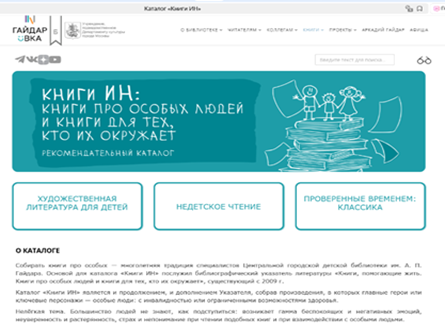 Каталог «Книги ИН»
ГАЙДАР
ОВКА
О БИБЛИОТЕКЕ
ЧИТАТЕЛЯМ
КОЛЛЕГАМ
КНИГИ
ПРОЕКТЫ
АРКАДИЙ ГАЙДАР
АФИША
Введите текст для поиска
КНИГИ ИН:
КНИГИ ПРО ОСОБЫХ ЛЮДЕЙ
И КНИГИ ДЛЯ ТЕХ,
КТО ИХ ОКРУЖАЕТ
РЕКОМЕНДАТЕЛЬНЫЙ КАТАЛОГ
ХУДОЖЕСТВЕННАЯ
ЛИТЕРАТУРА ДЛЯ ДЕТЕЙ
НЕДЕТСКОЕ ЧТЕНИЕ
ПРОВЕРЕННЫЕ ВРЕМЕНЕМ:
КЛАССИКА
О КАТАЛОГЕ
Собирать книги про особых — многолетняя традиция специалистов Центральной городской детской библиотеки им. А. П.
Гайдара. Основой для каталога «Книги ИН» послужил библиографический указатель литературы «Книги, помогающие жить.
Книги про особых людей и книги для тех, кто их окружает», существующий с 2009 г.
Каталог «Книги ИН» является и продолжением, и дополнением Указателя, собрав произведения, в которых главные герои или
ключевые персонажи — особые люди: с инвалидностью или ограниченными возможностями здоровья.
Нелёгкая тема. Большинство людей не знает, как подступиться: возникает гамма беспокоящих и негативных эмоций,
неуверенность и растерянность, страх и непонимание при чтении подобных книг и при взаимодействии с особыми людьми.